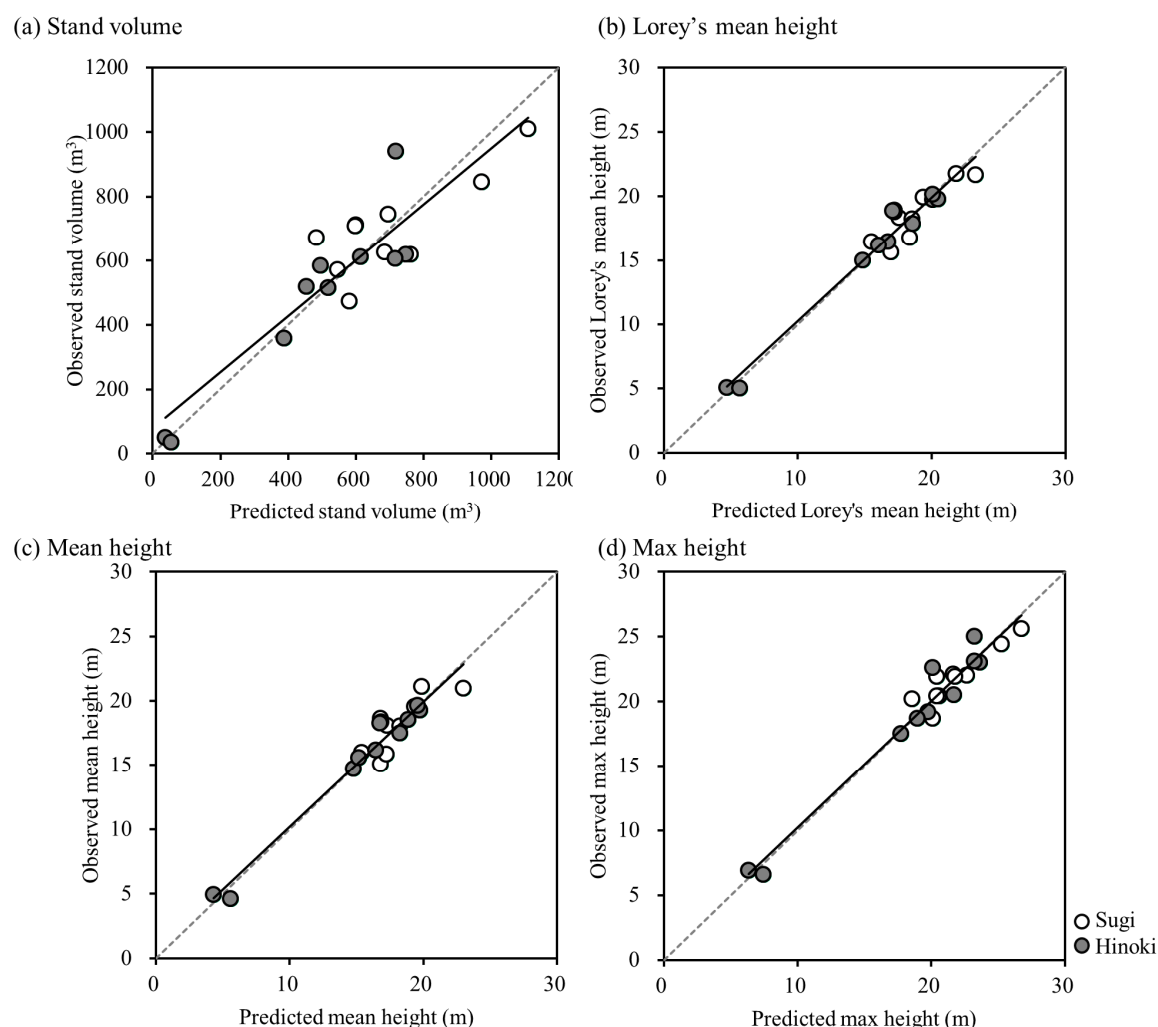 (a) Stand volume
1200
1000
800
600
400
200
0
Observed stand volume (m³)
0 200 400 600 800 1000 1200
Predicted stand volume (m³)
(b) Lorey’s mean height
30
25
20
15
10
5
0
Observed Lorey's mean height (m)
0 10 20 30
Predicted Lorey's mean height (m)
(c) Mean height
30
25
20
15
10
5
0
Observed mean height (m)
0 10 20 30
Predicted mean height (m)
(d) Max height
30
25
20
15
10
5
0
Observed max height (m)
0 10 20 30
Predicted max height (m)
Sugi
Hinoki